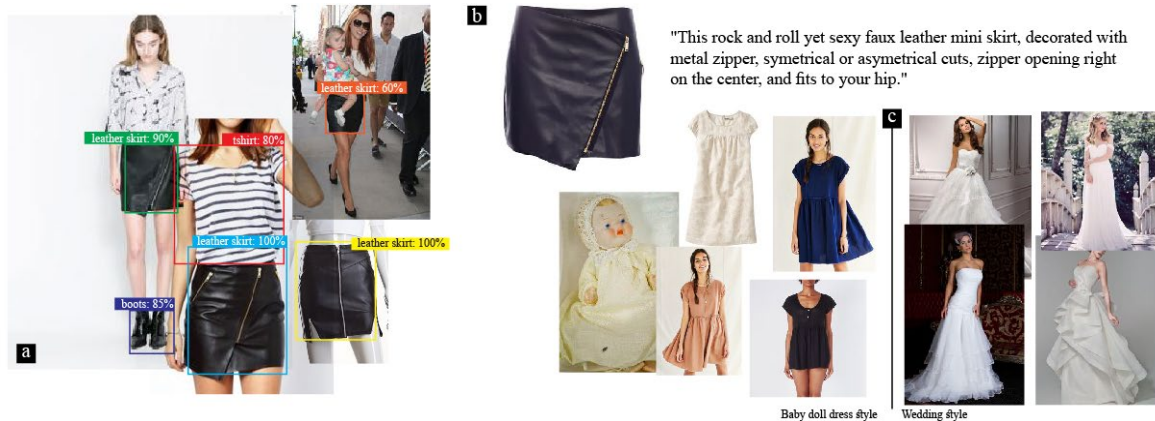 leather skirt: 90%
tshirt: 80%
leather skirt: 60%
leather skirt: 100%
leather skirt: 100%
boots: 85%
a
b
"This rock and roll yet sexy faux leather mini skirt, decorated with
metal zipper, symetrical or asymetrical cuts, zipper opening right
on the center, and fits to your hip."
c
Baby doll dress style
Wedding style